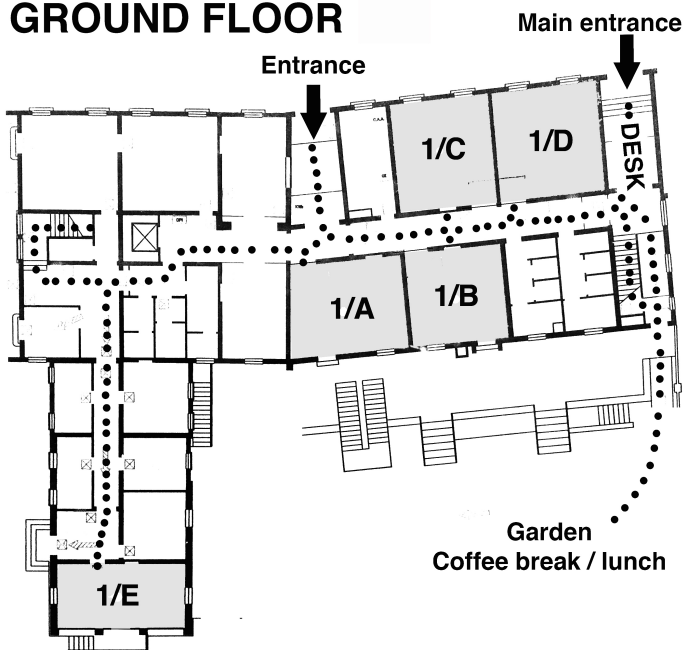 GROUND FLOOR
Main entrance
Entrance
1/C
1/D
DESK
1/A
1/B
Garden
Coffee break / lunch
1/E